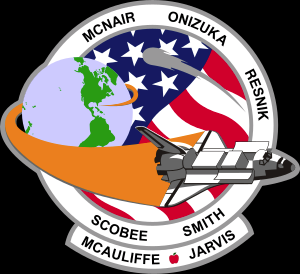 MCNAIR ONIZUKA RESNIK
SCOBEE SMITH
MCAULIFFE JARVIS